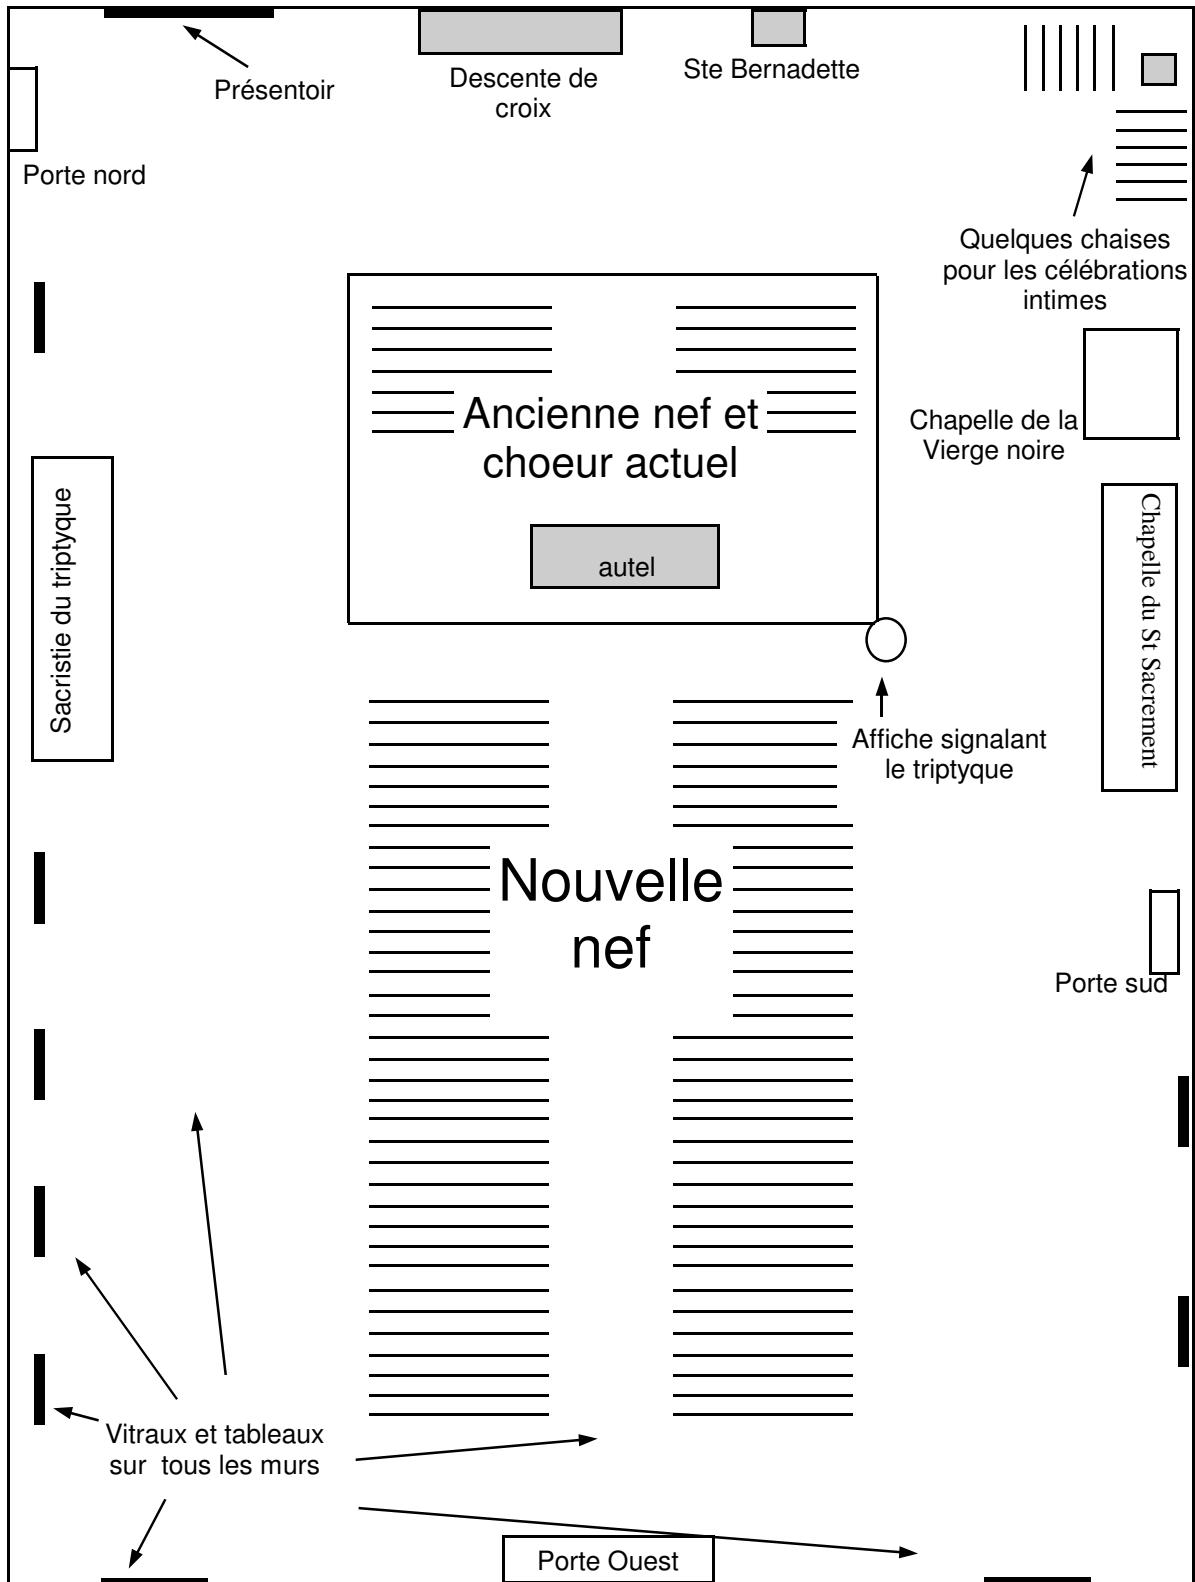 Présentoir
Descente de
croix
Ste Bernadette
Porte nord
Quelques chaises
pour les célébrations
intimes
Ancienne nef et
choeur actuel
Chapelle de la
Vierge noire
Sacristie du triptyque
autel
Chapelle du St Sacrement
Affiche signalant
le triptyque
Nouvelle
nef
Porte sud
Vitraux et tableaux
sur tous les murs
Porte Ouest